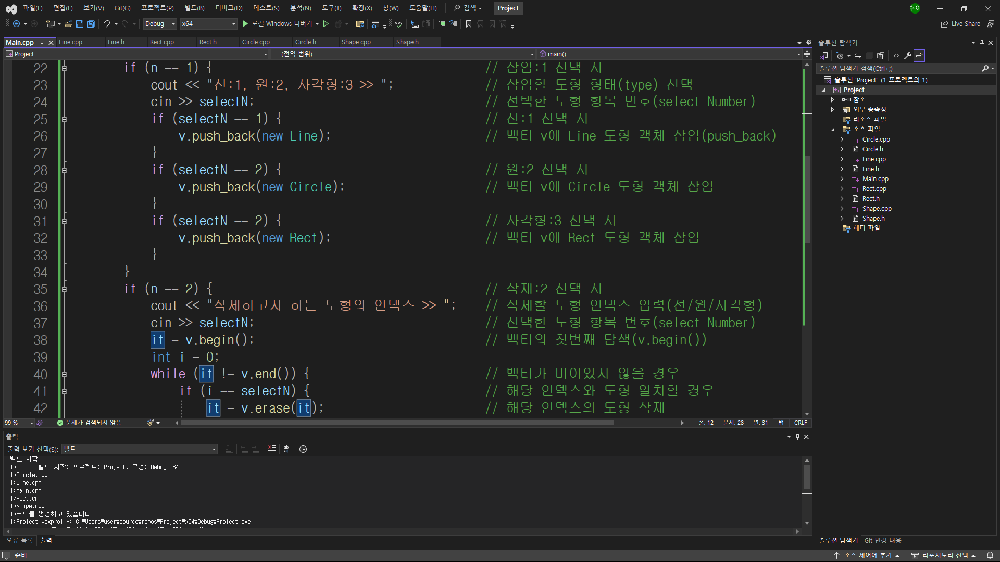 파일(F) 편집(E) 보기(V) Git(G) 프로젝트(P) 빌드(B) 디버그(D) 테스트(S) 분석(N) 도구(T) 확장(X) 창(W) 도움말(H) 검색 Project
Debug x64 로컬 Windows 디버거 Live Share
Main.cpp Line.cpp Line.h Rect.cpp Rect.h Circle.cpp Circle.h Shape.cpp Shape.h
Project (전역 범위) main()
22 if (n == 1) { // 삽입:1 선택 시
23 cout << "선:1, 원:2, 사각형:3 >> "; // 삽입할 도형 형태(type) 선택
24 cin >> selectN; // 선택한 도형 항목 번호(select Number)
25 if (selectN == 1) { // 선:1 선택 시
26 v.push_back(new Line); // 벡터 v에 Line 도형 객체 삽입(push_back)
27 }
28 if (selectN == 2) { // 원:2 선택 시
29 v.push_back(new Circle); // 벡터 v에 Circle 도형 객체 삽입
30 }
31 if (selectN == 2) { // 사각형:3 선택 시
32 v.push_back(new Rect); // 벡터 v에 Rect 도형 객체 삽입
33 }
34 }
35 if (n == 2) { // 삭제:2 선택 시
36 cout << "삭제하고자 하는 도형의 인덱스 >> "; // 삭제할 도형 인덱스 입력(선/원/사각형)
37 cin >> selectN; // 선택한 도형 항목 번호(select Number)
38 it = v.begin(); // 벡터의 첫번째 탐색(v.begin())
39 int i = 0;
40 while (it != v.end()) { // 벡터가 비어있지 않을 경우
41 if (i == selectN) { // 해당 인덱스와 도형 일치할 경우
42 it = v.erase(it); // 해당 인덱스의 도형 삭제
99 % 문제가 검색되지 않음 줄: 12 문자: 28 열: 31 탭 CRLF
출력
출력 보기 선택(S): 빌드
빌드 시작...
1>------ 빌드 시작: 프로젝트: Project, 구성: Debug x64 ------
1>Circle.cpp
1>Line.cpp
1>Main.cpp
1>Rect.cpp
1>Shape.cpp
1>코드를 생성하고 있습니다...
1>Project.vcxproj -> C:\Users\user\source\repos\Project\x64\Debug\Project.exe
오류 목록 출력
솔루션 탐색기
솔루션 탐색기 검색(Ctrl+;)
솔루션 'Project' (1 프로젝트의 1)
Project
참조
외부 종속성
리소스 파일
소스 파일
Circle.cpp
Circle.h
Line.cpp
Line.h
Main.cpp
Rect.cpp
Rect.h
Shape.cpp
Shape.h
헤더 파일
솔루션 탐색기 Git 변경 내용
준비 소스 제어에 추가 리포지토리 선택